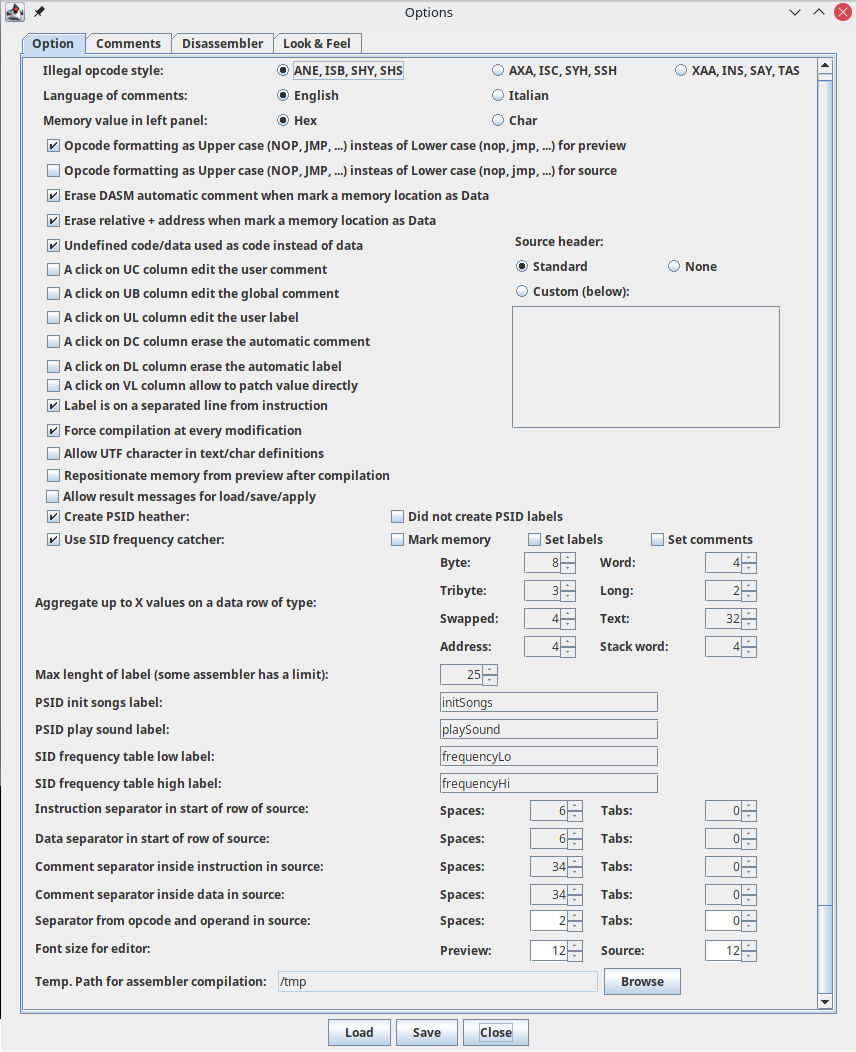 Options
Option Comments Disassembler Look & Feel
Illegal opcode style: ANE, ISB, SHY, SHS AXA, ISC, SYH, SSH XAA, INS, SAY, TAS
Language of comments: English Italian
Memory value in left panel: Hex Char
Opcode formatting as Upper case (NOP, JMP, ...) insteas of Lower case (nop, jmp, ...) for preview
Opcode formatting as Upper case (NOP, JMP, ...) insteas of Lower case (nop, jmp, ...) for source
Erase DASM automatic comment when mark a memory location as Data
Erase relative + address when mark a memory location as Data
Undefined code/data used as code instead of data
Source header:
A click on UC column edit the user comment
Standard None
A click on UB column edit the global comment
Custom (below):
A click on UL column edit the user label
A click on DC column erase the automatic comment
A click on DL column erase the automatic label
A click on VL column allow to patch value directly
Label is on a separated line from instruction
Force compilation at every modification
Allow UTF character in text/char definitions
Repositionate memory from preview after compilation
Allow result messages for load/save/apply
Create PSID heather: Did not create PSID labels
Use SID frequency catcher: Mark memory Set labels Set comments
Byte: 8 Word: 4
Tribyte: 3 Long: 2
Aggregate up to X values on a data row of type:
Swapped: 4 Text: 32
Address: 4 Stack word: 4
Max lenght of label (some assembler has a limit): 25
PSID init songs label: initSongs
PSID play sound label: playSound
SID frequency table low label: frequencyLo
SID frequency table high label: frequencyHi
Instruction separator in start of row of source: Spaces: 6 Tabs: 0
Data separator in start of row of source: Spaces: 6 Tabs: 0
Comment separator inside instruction in source: Spaces: 34 Tabs: 0
Comment separator inside data in source: Spaces: 34 Tabs: 0
Separator from opcode and operand in source: Spaces: 2 Tabs: 0
Font size for editor: Preview: 12 Source: 12
Temp. Path for assembler compilation: /tmp Browse
Load Save Close